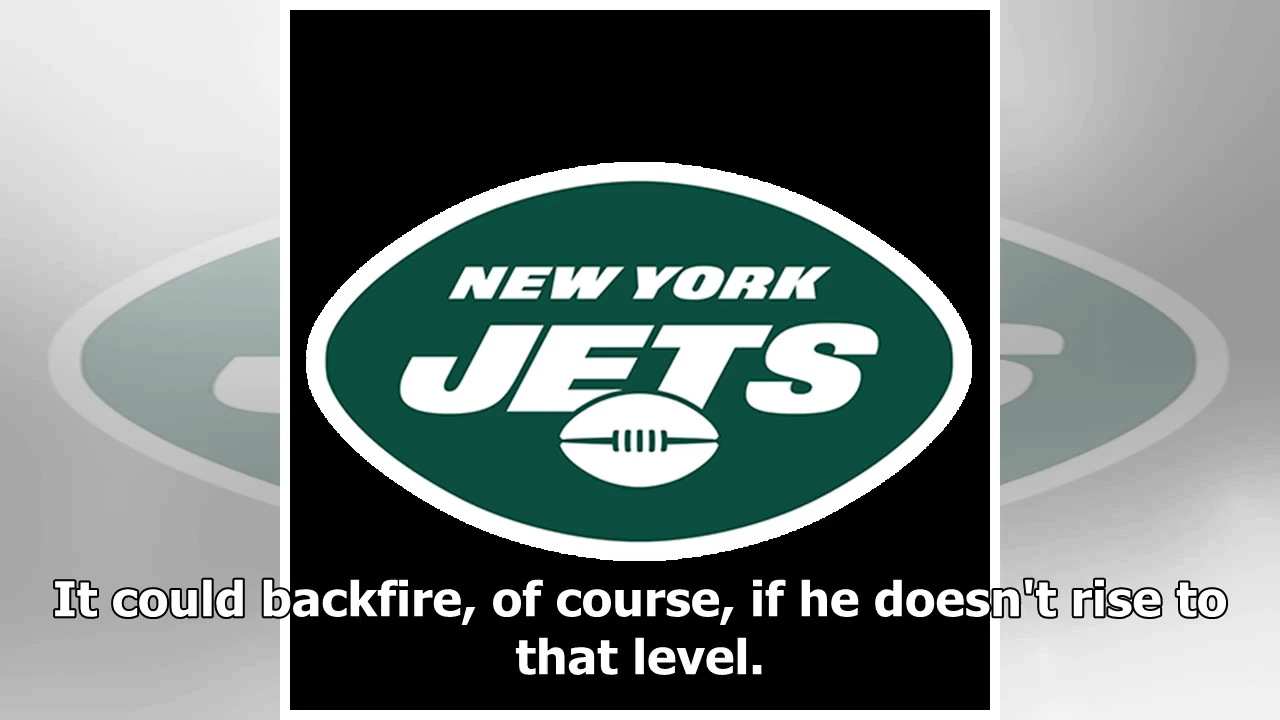 NEW YORK
JETS
It could backfire, of course, if he doesn't rise to
that level.